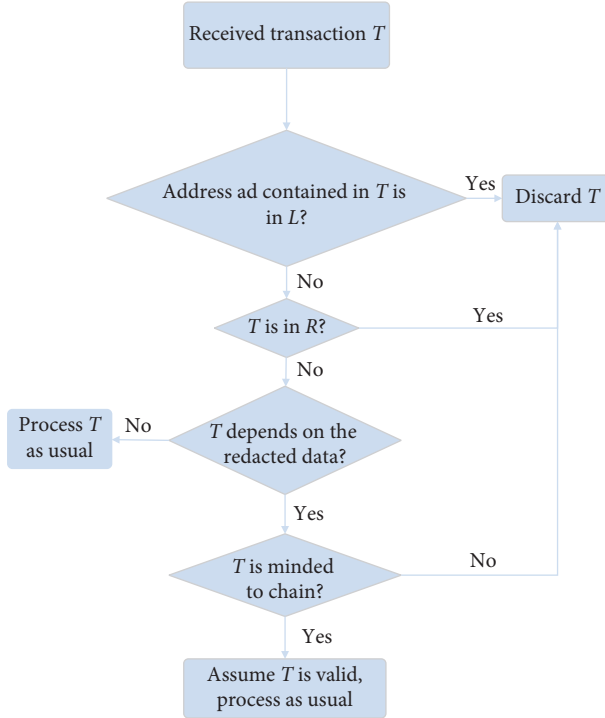 Received transaction T
Address ad contained in T is
in L?
Yes
Discard T
No
T is in R?
Yes
No
Process T
as usual
No
T depends on the
redacted data?
Yes
T is minded
to chain?
No
Yes
Assume T is valid,
process as usual